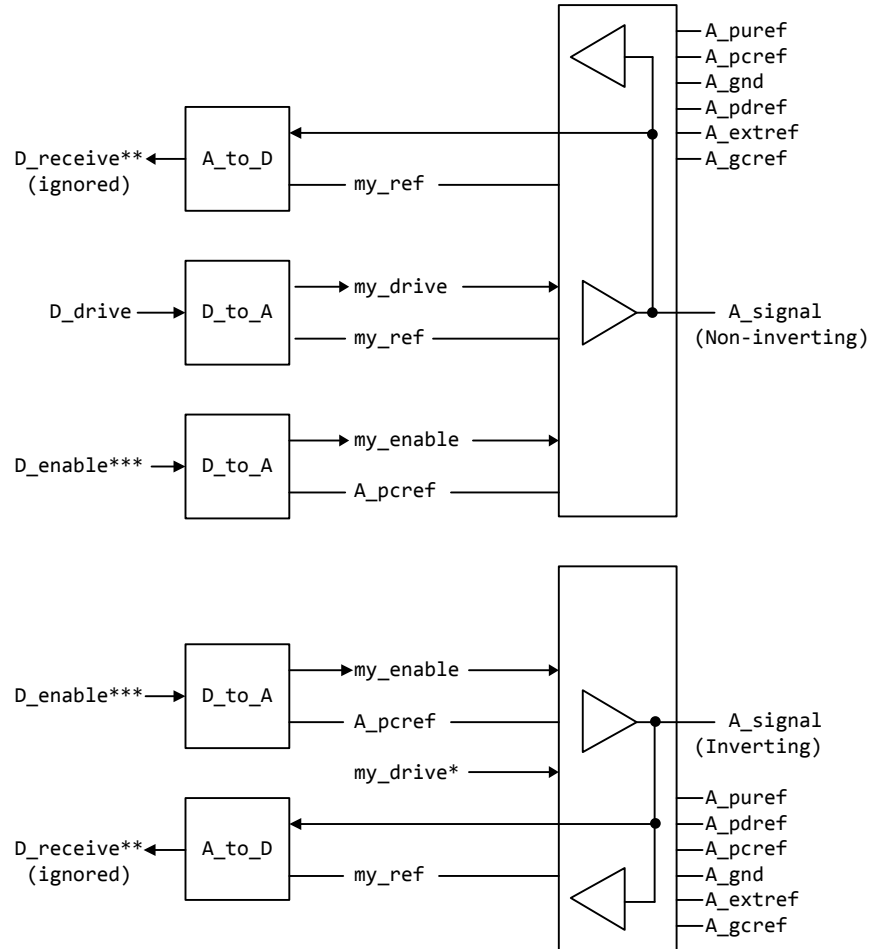 A_puref
A_pcref
A_gnd
A_pdref
A_extref
A_gcref
D_receive**
(ignored)
A_to_D
my_ref
D_drive
D_to_A
my_drive
my_ref
A_signal
(Non-inverting)
D_enable***
D_to_A
my_enable
A_pcref
D_enable***
D_to_A
my_enable
A_pcref
my_drive*
A_signal
(Inverting)
D_receive**
(ignored)
A_to_D
my_ref
A_puref
A_pdref
A_pcref
A_gnd
A_extref
A_gcref